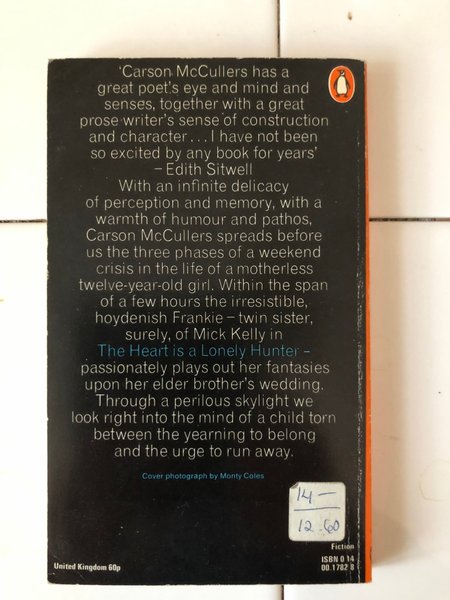 'Carson McCullers has a
great poet's eye and mind and
senses, together with a great
prose writer's sense of construction
and character...I have not been
so excited by any book for years'
– Edith Sitwell
With an infinite delicacy
of perception and memory, with a
warmth of humour and pathos,
Carson McCullers spreads before
us the three phases of a weekend
crisis in the life of a motherless
twelve-year-old girl. Within the span
of a few hours the irresistible,
hoydenish Frankie – twin sister,
surely, of Mick Kelly in
The Heart is a Lonely Hunter –
passionately plays out her fantasies
upon her elder brother's wedding.
Through a perilous skylight we
look right into the mind of a child torn
between the yearning to belong
and the urge to run away.
Cover photograph by Monty Coles
14 –
12.60
Fiction
United Kingdom 60p
ISBN 0 14
00.1782 8